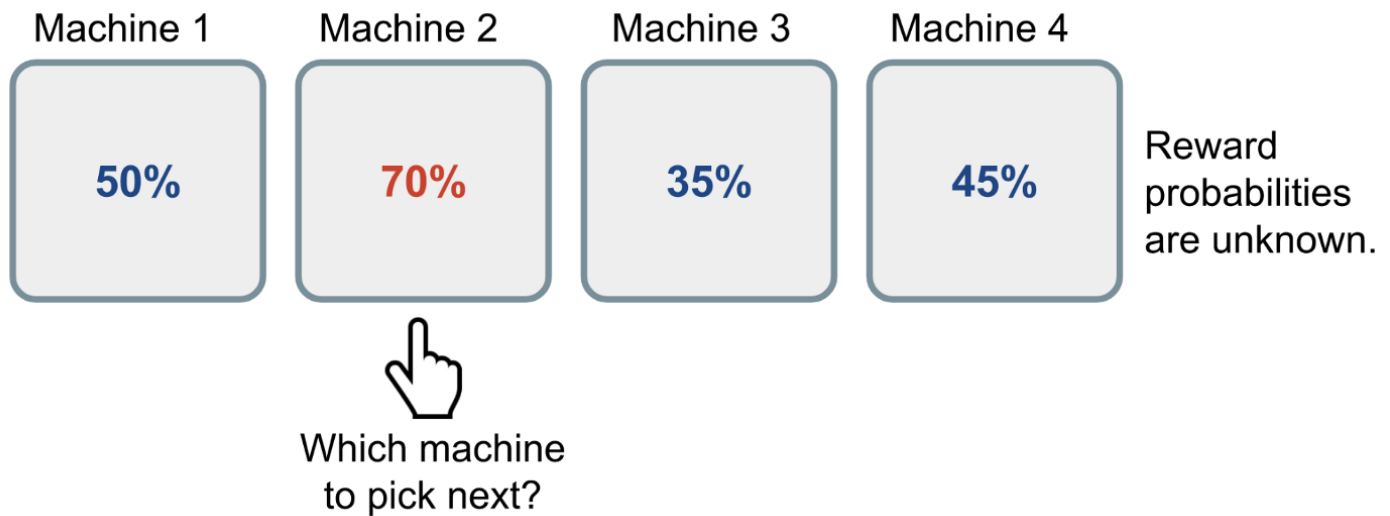 Machine 1
Machine 2
Machine 3
Machine 4
50%
70%
35%
45%
Reward
probabilities
are unknown.
Which machine
to pick next?